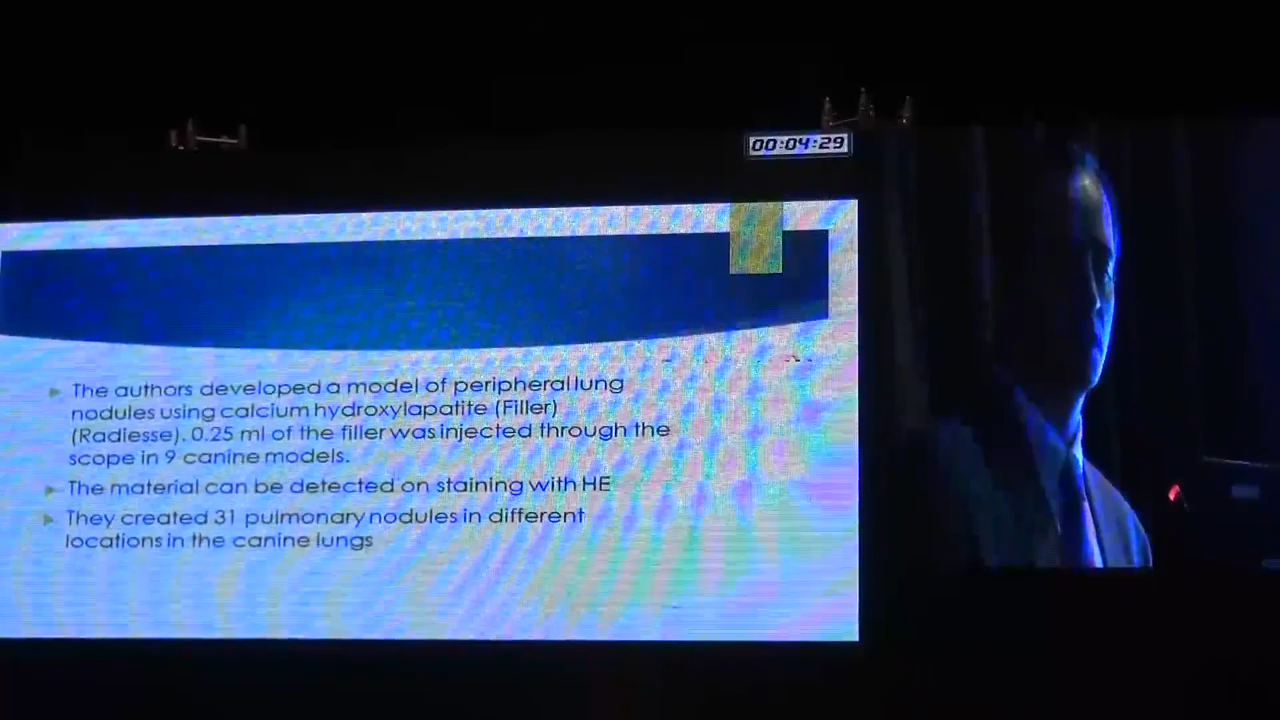 00:04:29
The authors developed a model of peripheral lung
nodules using calcium hydroxylapatite (Filler)
(Radiesse). 0.25 ml of the filler was injected through the
scope in 9 canine models.
The material can be detected on staining with HE
They created 31 pulmonary nodules in different
locations in the canine lungs